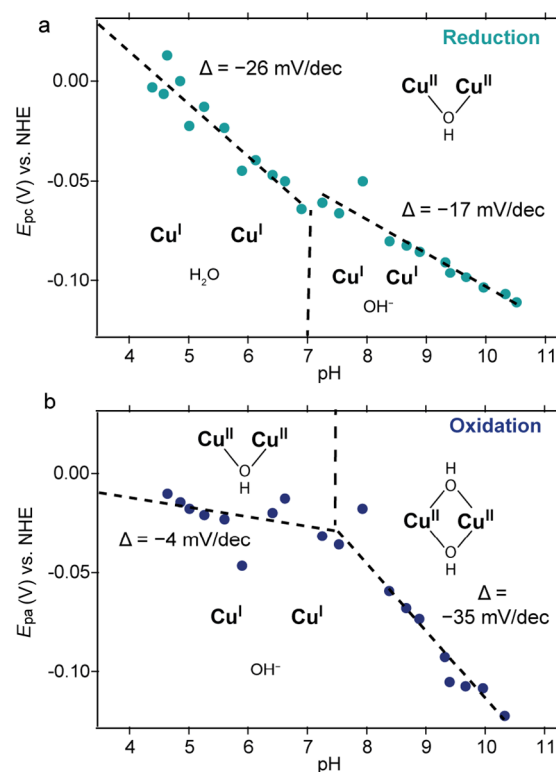 a
Reduction
Δ = −26 mV/dec
Cu^II Cu^II
O
H
0.00
−0.05
−0.10
E_pc (V) vs. NHE
Δ = −17 mV/dec
Cu^I Cu^I
H₂O
Cu^I Cu^I
OH⁻
4 5 6 7 8 9 10 11
pH
b
Oxidation
Cu^II Cu^II
O
H
H
O
Cu^II Cu^II
O
H
0.00
−0.05
−0.10
E_pa (V) vs. NHE
Δ = −4 mV/dec
Δ =
−35 mV/dec
Cu^I Cu^I
OH⁻
4 5 6 7 8 9 10 11
pH